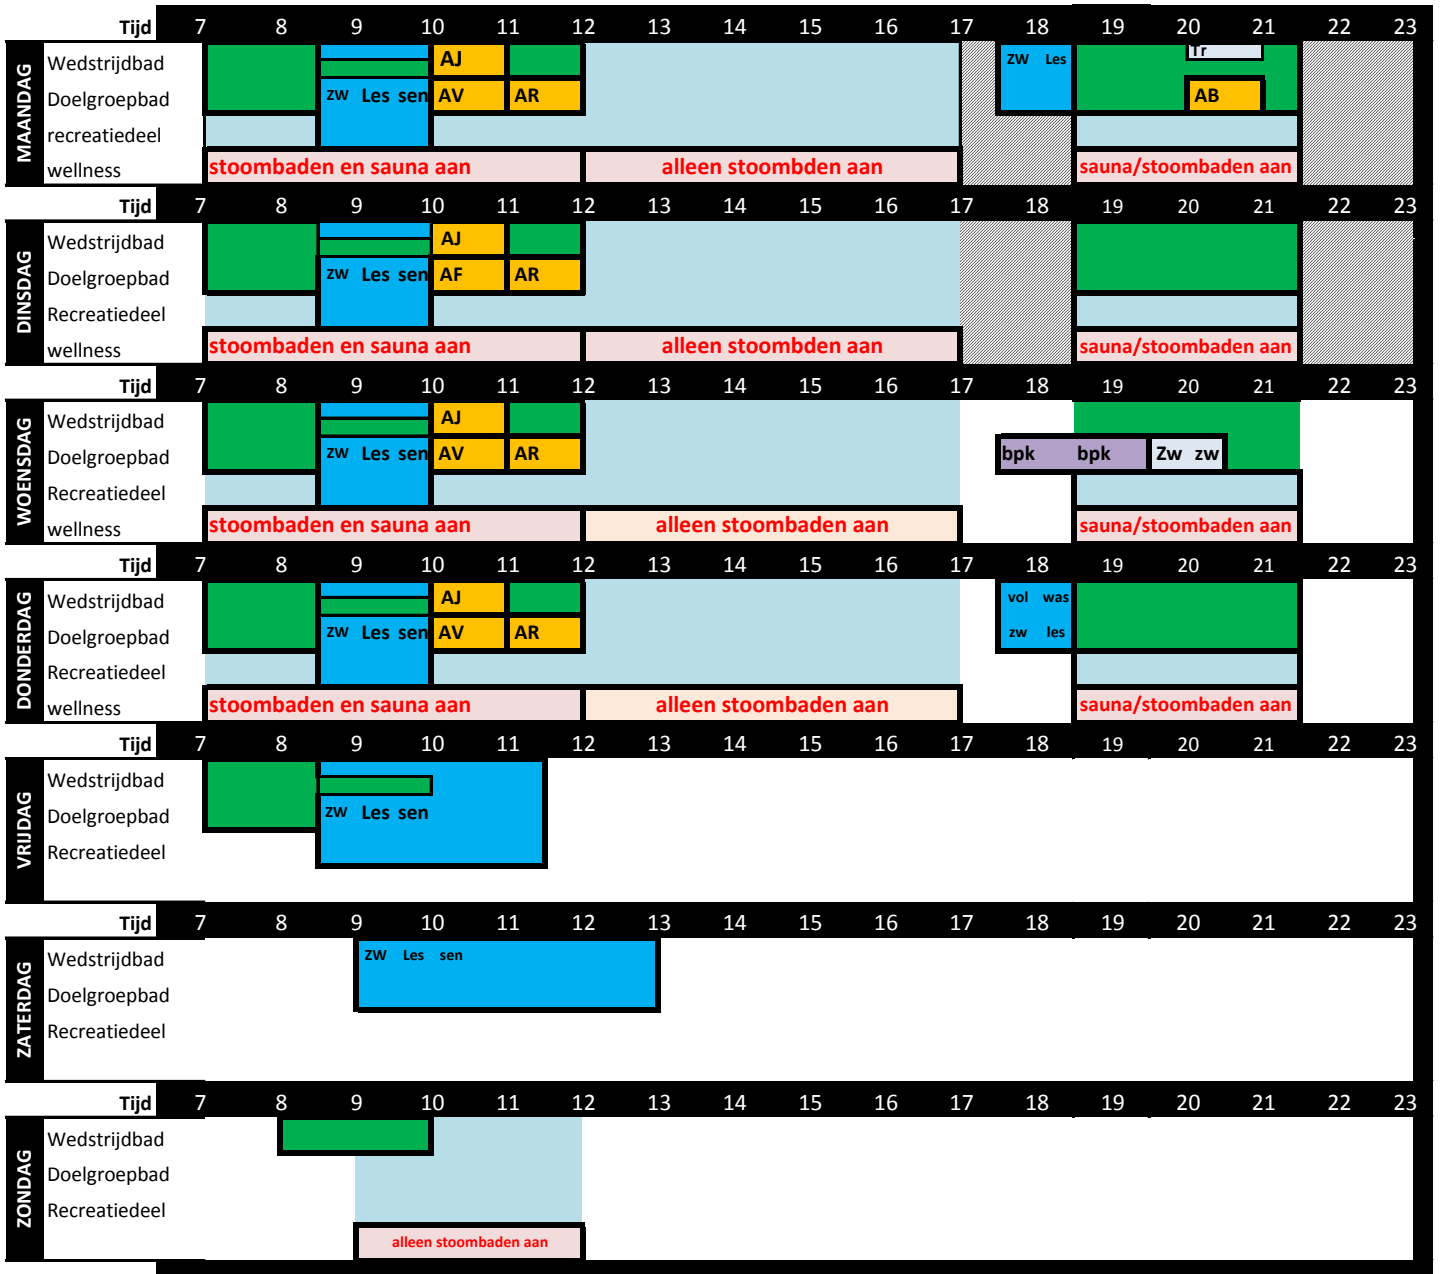 Tijd 7 8 9 10 11 12 13 14 15 16 17 18 19 20 21 22 23
MAANDAG
Wedstrijdbad AJ ZW Les Tr
Doelgroepbad zw Les sen AV AR AB
recreatiedeel
wellness stoombaden en sauna aan alleen stoombden aan sauna/stoombaden aan
Tijd 7 8 9 10 11 12 13 14 15 16 17 18 19 20 21 22 23
DINSDAG
Wedstrijdbad AJ
Doelgroepbad zw Les sen AF AR
Recreatiedeel
wellness stoombaden en sauna aan alleen stoombden aan sauna/stoombaden aan
Tijd 7 8 9 10 11 12 13 14 15 16 17 18 19 20 21 22 23
WOENSDAG
Wedstrijdbad AJ
Doelgroepbad zw Les sen AV AR bpk bpk Zw zw
Recreatiedeel
wellness stoombaden en sauna aan alleen stoombaden aan sauna/stoombaden aan
Tijd 7 8 9 10 11 12 13 14 15 16 17 18 19 20 21 22 23
DONDERDAG
Wedstrijdbad AJ vol was
Doelgroepbad zw Les sen AV AR zw les
Recreatiedeel
wellness stoombaden en sauna aan alleen stoombaden aan sauna/stoombaden aan
Tijd 7 8 9 10 11 12 13 14 15 16 17 18 19 20 21 22 23
VRIJDAG
Wedstrijdbad
Doelgroepbad zw Les sen
Recreatiedeel
Tijd 7 8 9 10 11 12 13 14 15 16 17 18 19 20 21 22 23
ZATERDAG
Wedstrijdbad ZW Les sen
Doelgroepbad
Recreatiedeel
Tijd 7 8 9 10 11 12 13 14 15 16 17 18 19 20 21 22 23
ZONDAG
Wedstrijdbad
Doelgroepbad
Recreatiedeel
alleen stoombaden aan